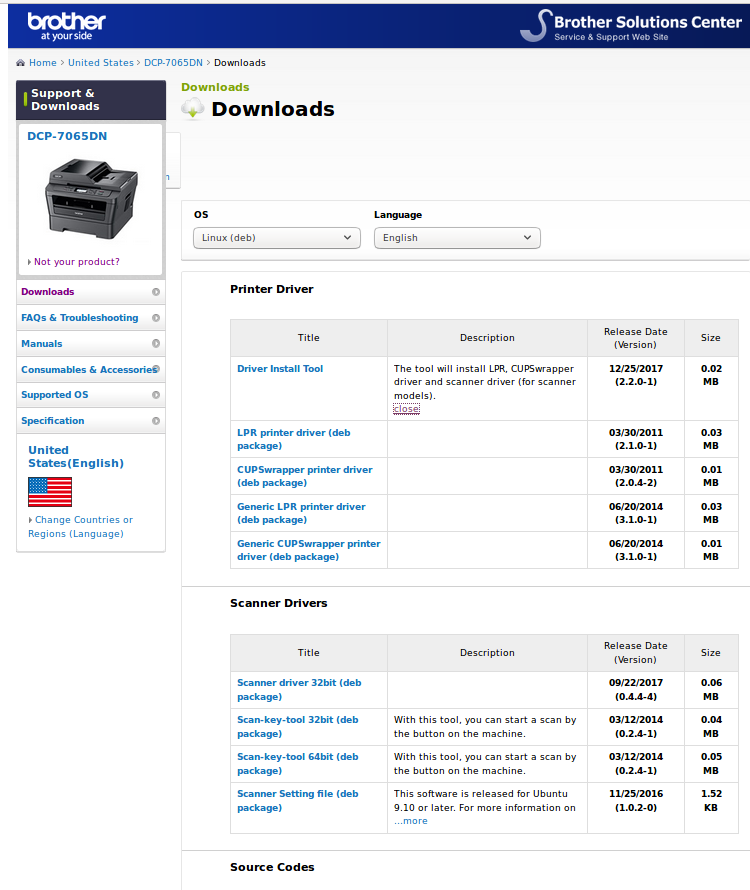 brother
at your side
Brother Solutions Center
Service & Support Web Site
Home > United States > DCP-7065DN > Downloads
Support &
Downloads
DCP-7065DN
Not your product?
Downloads
FAQs & Troubleshooting
Manuals
Consumables & Accessories
Supported OS
Specification
United
States(English)
Change Countries or
Regions (Language)
Downloads
Downloads
n
OS Language
Linux (deb) English
Printer Driver
Title Description Release Date
(Version) Size
Driver Install Tool The tool will install LPR, CUPSwrapper 12/25/2017 0.02
driver and scanner driver (for scanner (2.2.0-1) MB
models).
close
LPR printer driver (deb 03/30/2011 0.03
package) (2.1.0-1) MB
CUPSwrapper printer driver 03/30/2011 0.01
(deb package) (2.0.4-2) MB
Generic LPR printer driver 06/20/2014 0.03
(deb package) (3.1.0-1) MB
Generic CUPSwrapper printer 06/20/2014 0.01
driver (deb package) (3.1.0-1) MB
Scanner Drivers
Title Description Release Date
(Version) Size
Scanner driver 32bit (deb 09/22/2017 0.06
package) (0.4.4-4) MB
Scan-key-tool 32bit (deb With this tool, you can start a scan by 03/12/2014 0.04
package) the button on the machine. (0.2.4-1) MB
Scan-key-tool 64bit (deb With this tool, you can start a scan by 03/12/2014 0.05
package) the button on the machine. (0.2.4-1) MB
Scanner Setting file (deb This software is released for Ubuntu 11/25/2016 1.52
package) 9.10 or later. For more information on (1.0.2-0) KB
...more
Source Codes